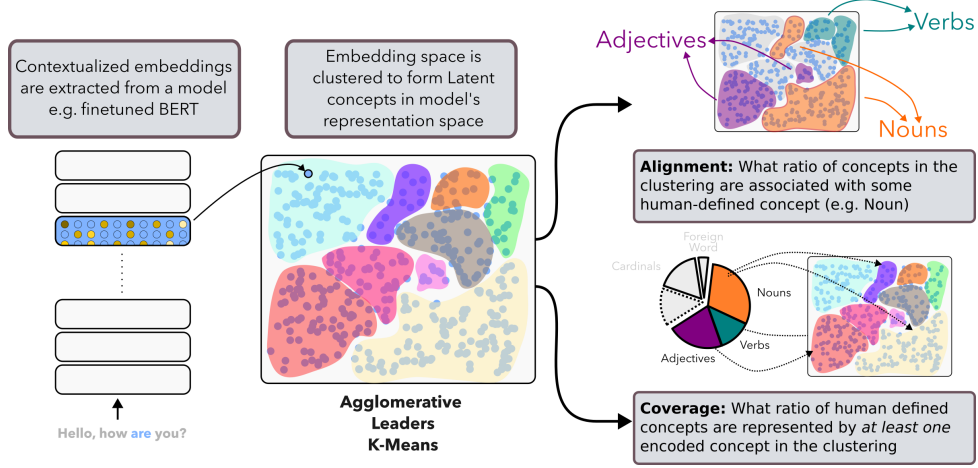 Contextualized embeddings
are extracted from a model
e.g. finetuned BERT
Hello, how are you?
Embedding space is
clustered to form Latent
concepts in model's
representation space
Agglomerative
Leaders
K-Means
Adjectives
Verbs
Nouns
Alignment: What ratio of concepts in the
clustering are associated with some
human-defined concept (e.g. Noun)
Foreign
Word
Cardinals
Nouns
Verbs
Adjectives
Coverage: What ratio of human defined
concepts are represented by at least one
encoded concept in the clustering